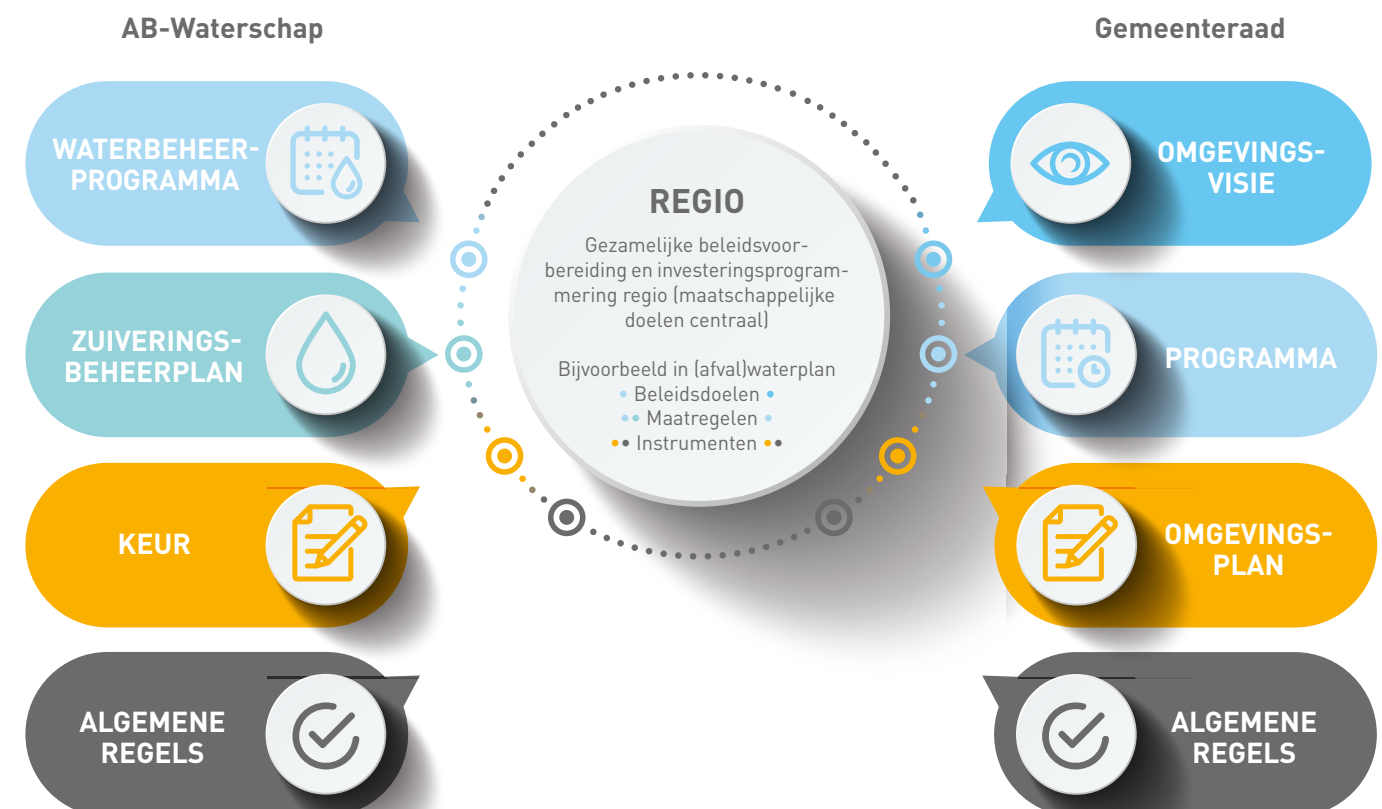 AB-Waterschap
WATERBEHEER-
PROGRAMMA
ZUIVERINGS-
BEHEERPLAN
KEUR
ALGEMENE
REGELS
REGIO
Gezamelijke beleidsvoor-
bereiding en investeringsprogram-
mering regio (maatschappelijke
doelen centraal)
Bijvoorbeeld in (afval)waterplan
• Beleidsdoelen •
•• Maatregelen •
•• Instrumenten ••
Gemeenteraad
OMGEVINGS-
VISIE
PROGRAMMA
OMGEVINGS-
PLAN
ALGEMENE
REGELS